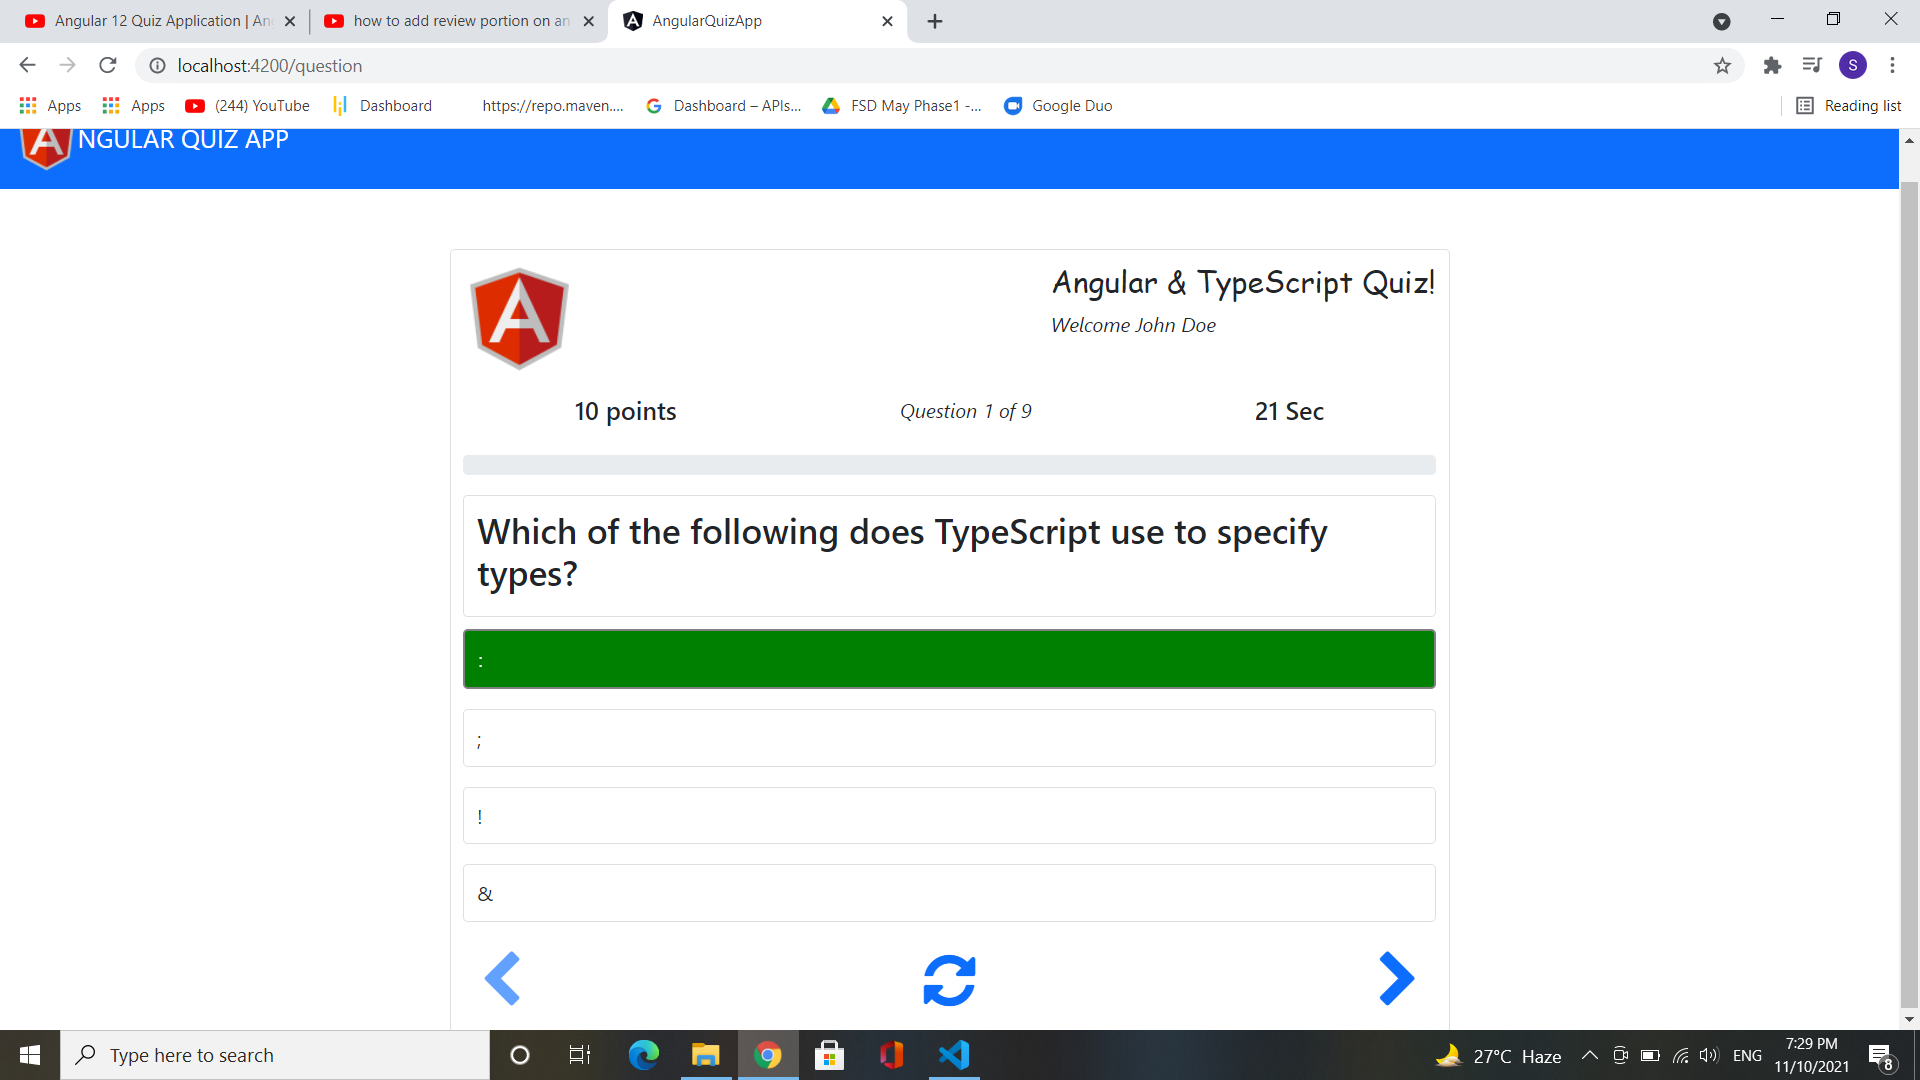 Angular 12 Quiz Application | An
how to add review portion on an
AngularQuizApp
localhost:4200/question
S
Apps
Apps
(244) YouTube
Dashboard
https://repo.maven....
Dashboard – APIs...
FSD May Phase1 -...
Google Duo
Reading list
NGULAR QUIZ APP
Angular & TypeScript Quiz!
Welcome John Doe
10 points
Question 1 of 9
21 Sec
Which of the following does TypeScript use to specify
types?
:
;
!
&
Type here to search
27°C Haze
ENG
7:29 PM
11/10/2021
8